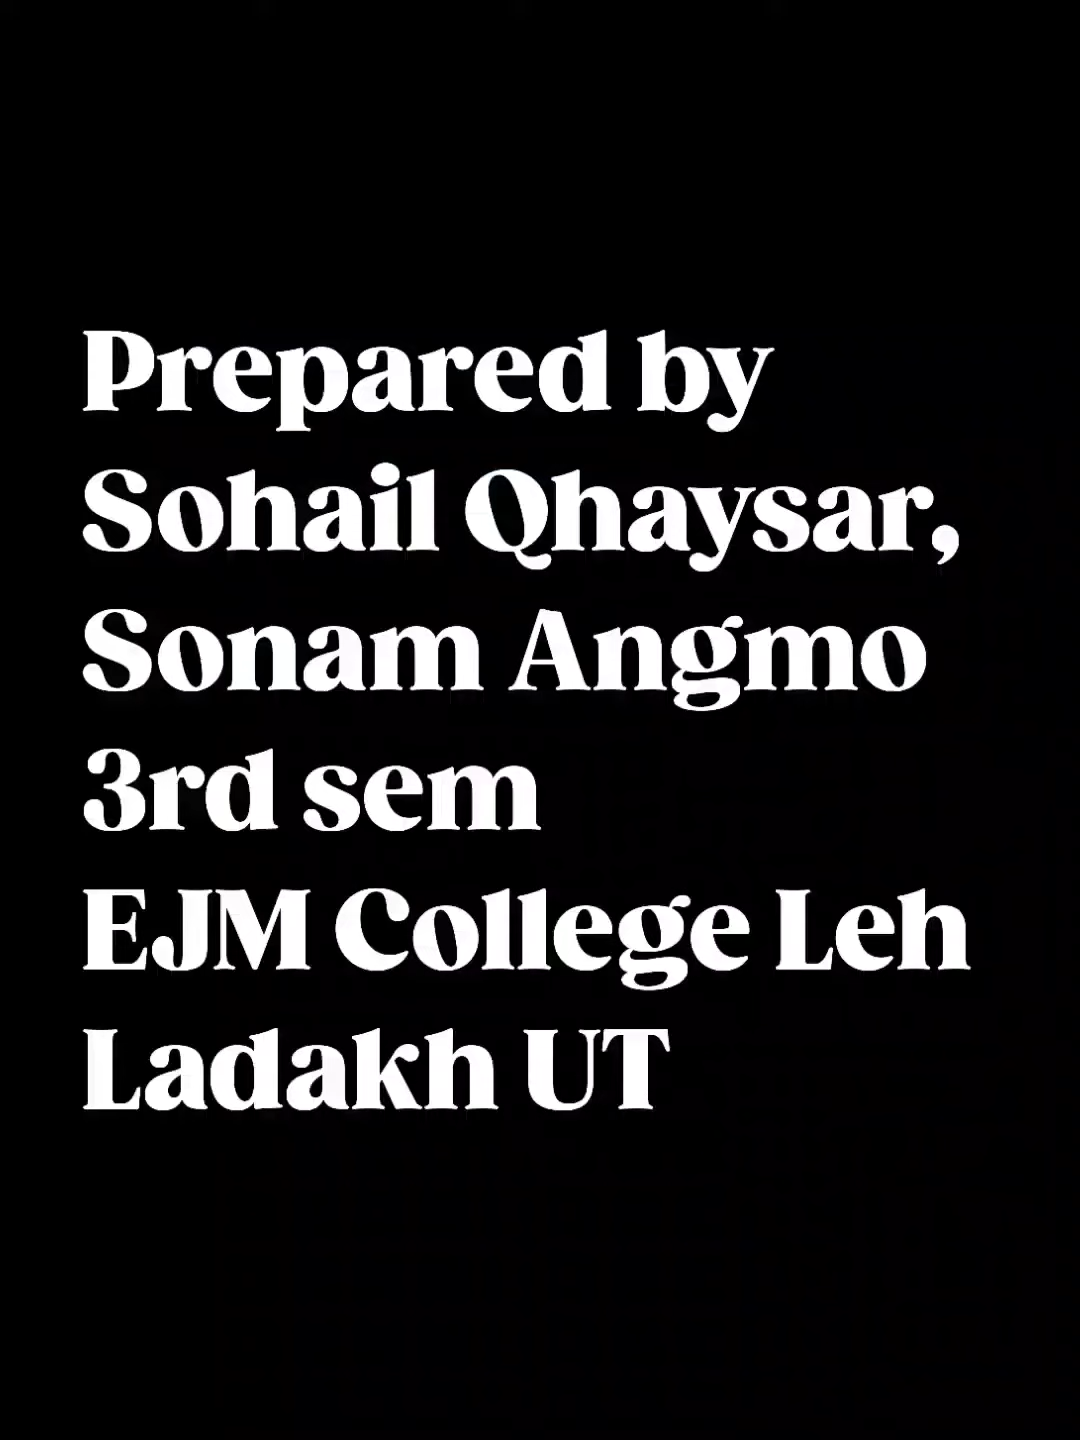 Prepared by
Sohail Qhaysar,
Sonam Angmo
3rd sem
EJM College Leh
Ladakh UT